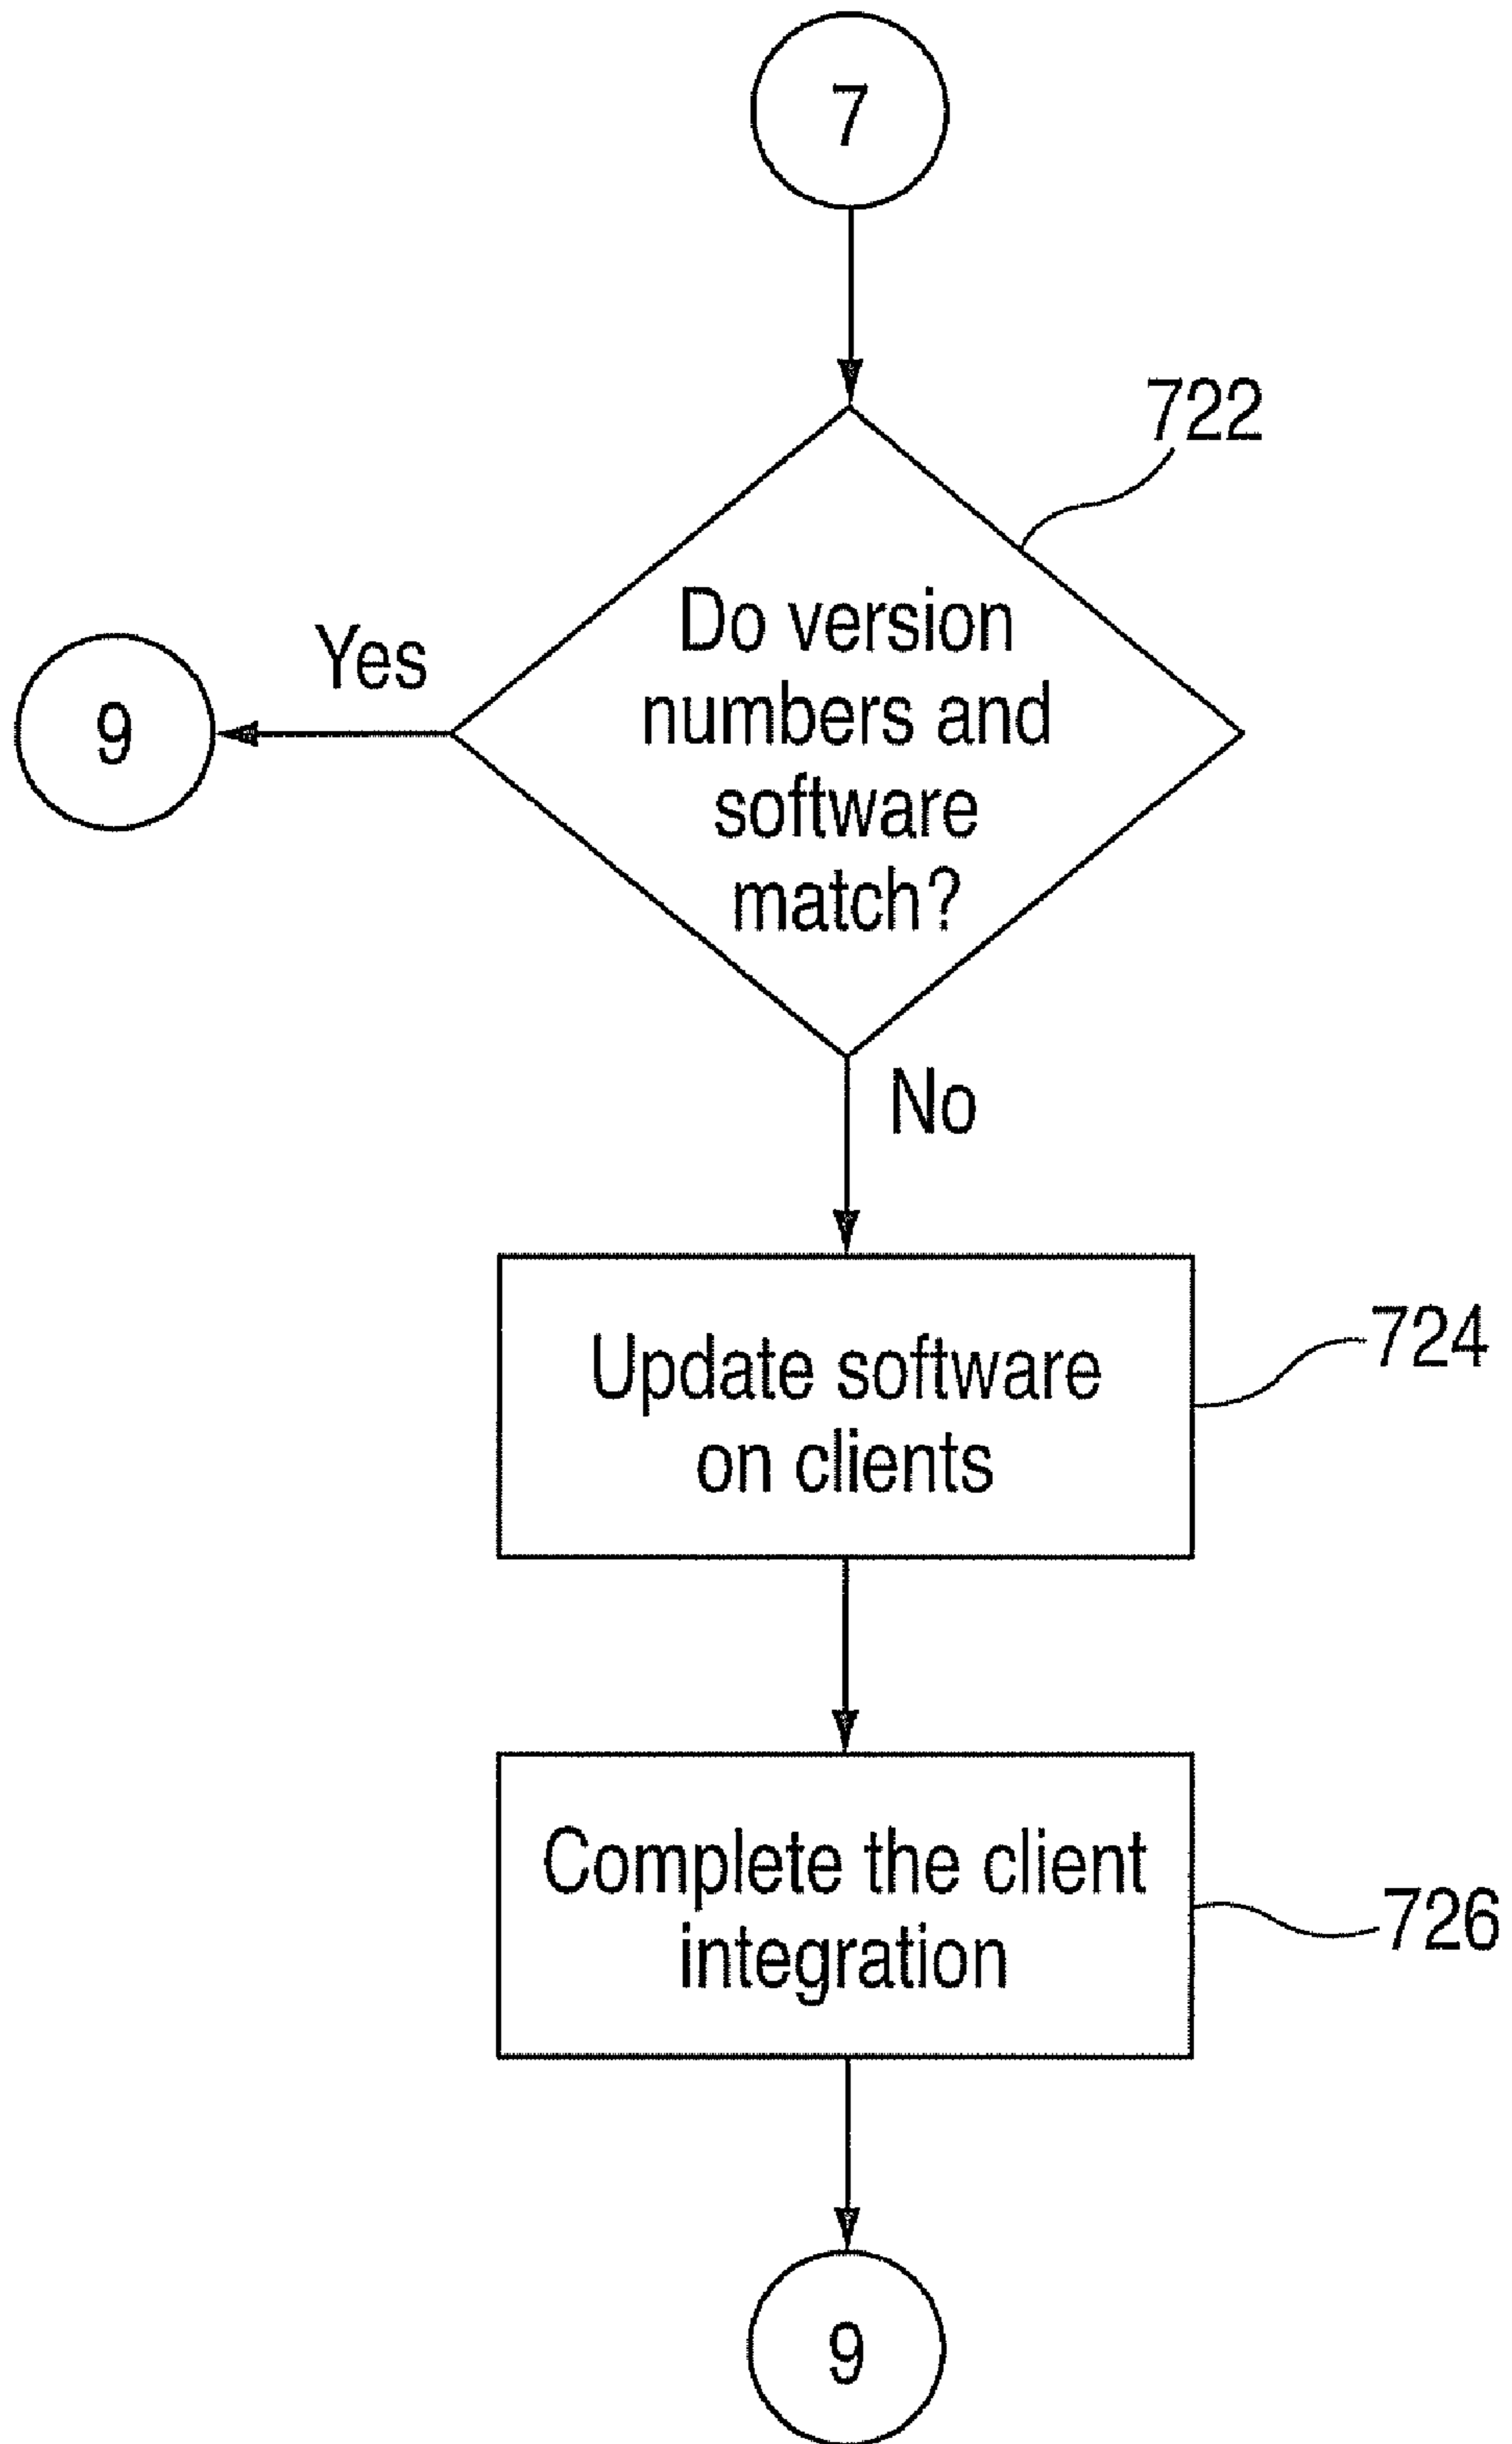 7
722
Do version
numbers and
software
match?
Yes
9
No
Update software
on clients
724
Complete the client
integration
726
9